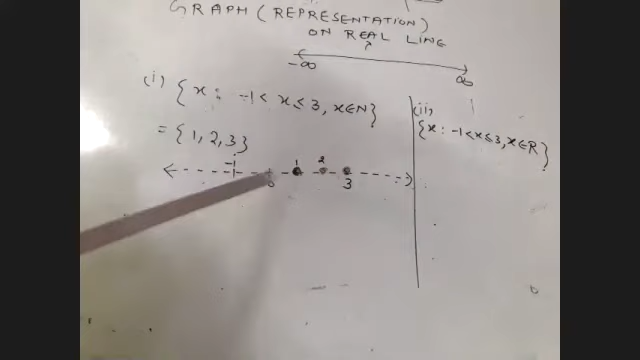 GRAPH (REPRESENTATION)
ON REAL LINE
-∞ ∞
(i) {x : -1 < x ≤ 3, x∈N}
= {1, 2, 3}
-1 0 1 2 3
(ii)
{x : -1 < x ≤ 3, x∈R}